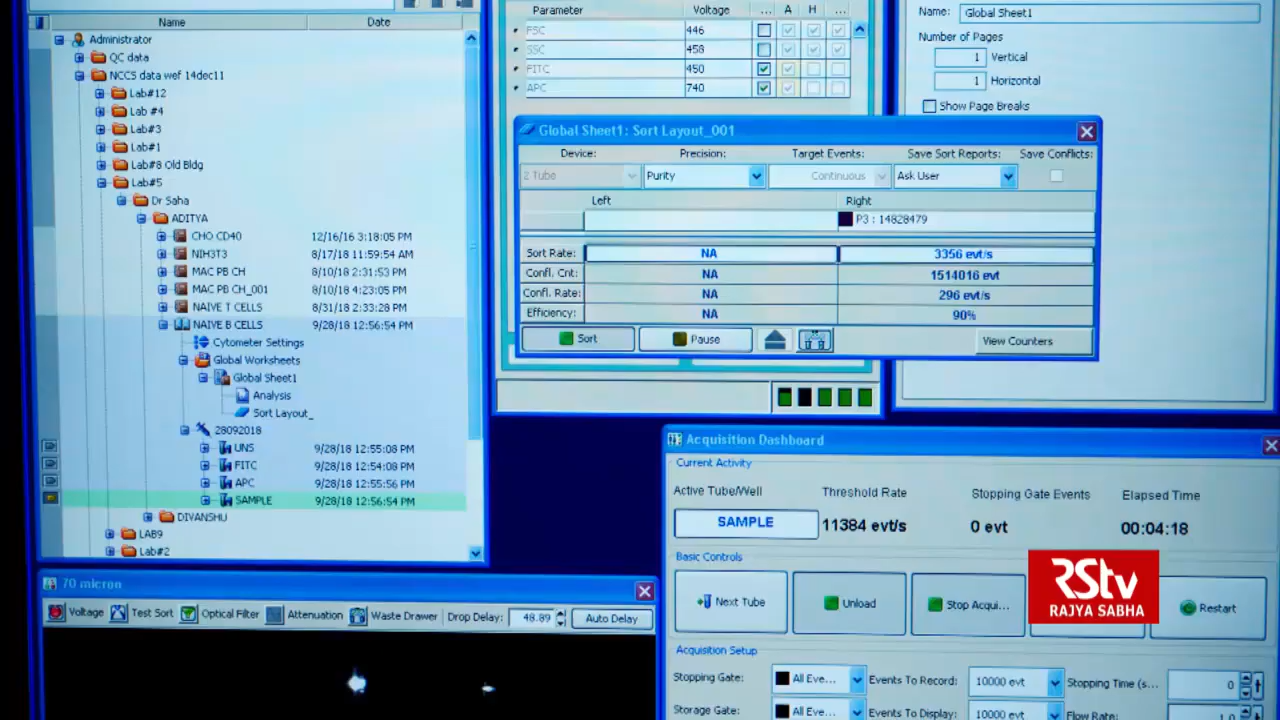 Name Date
Administrator
QC data
NCCS data wef 14dec11
Lab#12
Lab #4
Lab#3
Lab#1
Lab#8 Old Bldg
Lab#5
Dr Saha
ADITYA
CHO CD40 12/16/16 3:18:05 PM
NIH3T3 8/17/18 11:59:54 AM
MAC PB CH 8/10/18 2:31:53 PM
MAC PB CH_001 8/10/18 4:23:05 PM
NAIVE T CELLS 8/31/18 2:33:28 PM
NAIVE B CELLS 9/28/18 12:56:54 PM
Cytometer Settings
Global Worksheets
Global Sheet1
Analysis
Sort Layout_
28092018
UNS 9/28/18 12:55:08 PM
FITC 9/28/18 12:54:08 PM
APC 9/28/18 12:55:56 PM
SAMPLE 9/28/18 12:56:54 PM
DIVANSHU
LAB9
Lab#2
Parameter Voltage ... A H ...
FSC 446
SSC 458
FITC 450
APC 740
Name: Global Sheet1
Number of Pages
1 Vertical
1 Horizontal
Show Page Breaks
Global Sheet1: Sort Layout_001
Device: Precision: Target Events: Save Sort Reports: Save Conflicts:
2 Tube Purity Continuous Ask User
Left Right
P3 : 14828479
Sort Rate: NA 3356 evt/s
Confl. Cnt: NA 1514016 evt
Confl. Rate: NA 296 evt/s
Efficiency: NA 90%
Sort Pause View Counters
Acquisition Dashboard
Current Activity
Active Tube/Well Threshold Rate Stopping Gate Events Elapsed Time
SAMPLE 11384 evt/s 0 evt 00:04:18
Basic Controls
Next Tube Unload Stop Acqui... Restart
RSTV
RAJYA SABHA
Acquisition Setup
Stopping Gate: All Eve... Events To Record: 10000 evt Stopping Time (s... 0
Storage Gate: All Eve... Events To Display: 10000 evt Flow Rate: 1.0
70 micron
Voltage Test Sort Optical Filter Attenuation Waste Drawer Drop Delay: 48.89 Auto Delay